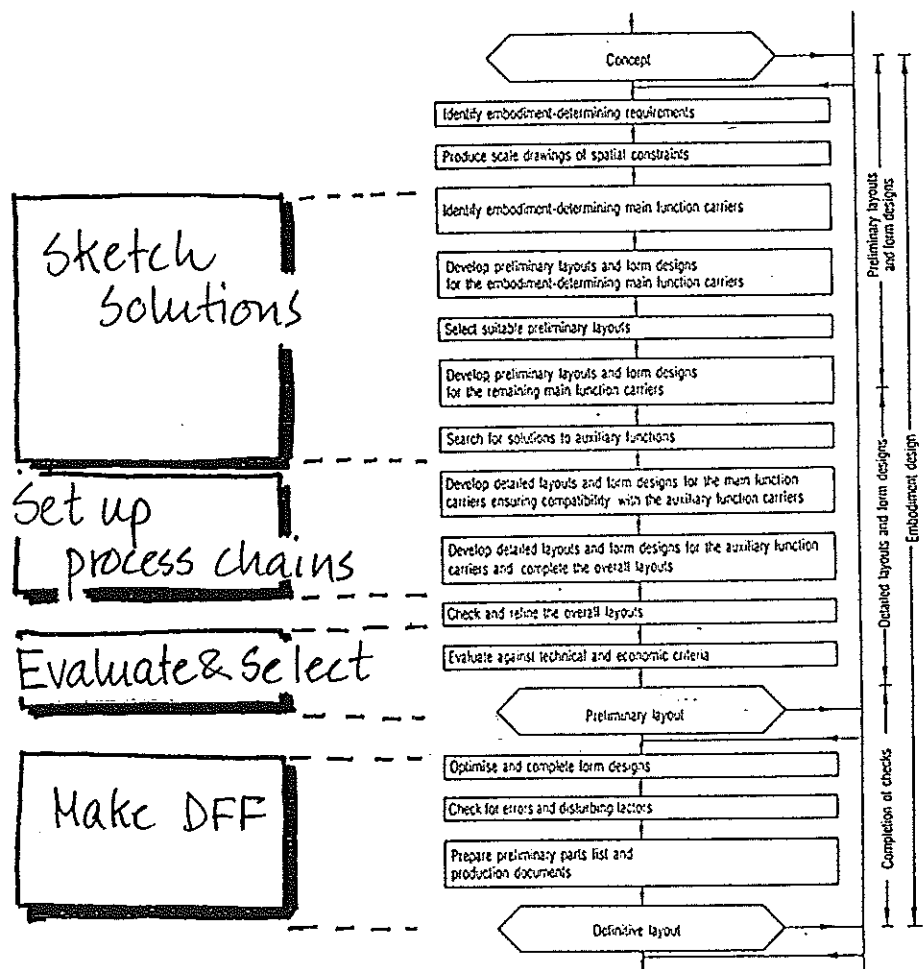 Concept
Identify embodiment-determining requirements
Produce scale drawings of spatial constraints
Identify embodiment-determining main function carriers
Develop preliminary layouts and form designs
for the embodiment-determining main function carriers
Select suitable preliminary layouts
Develop preliminary layouts and form designs
for the remaining main function carriers
Search for solutions to auxiliary functions
Develop detailed layouts and form designs for the main function
carriers ensuring compatibility with the auxiliary function carriers
Develop detailed layouts and form designs for the auxiliary function
carriers and complete the overall layouts
Check and refine the overall layouts
Evaluate against technical and economic criteria
Preliminary layout
Optimise and complete form designs
Check for errors and disturbing factors
Prepare preliminary parts list and
production documents
Definitive layout
Sketch
Solutions
Set up
process chains
Evaluate & Select
Make DFF
Preliminary layouts
and form designs
Detailed layouts and form designs
Completion of checks
Embodiment design